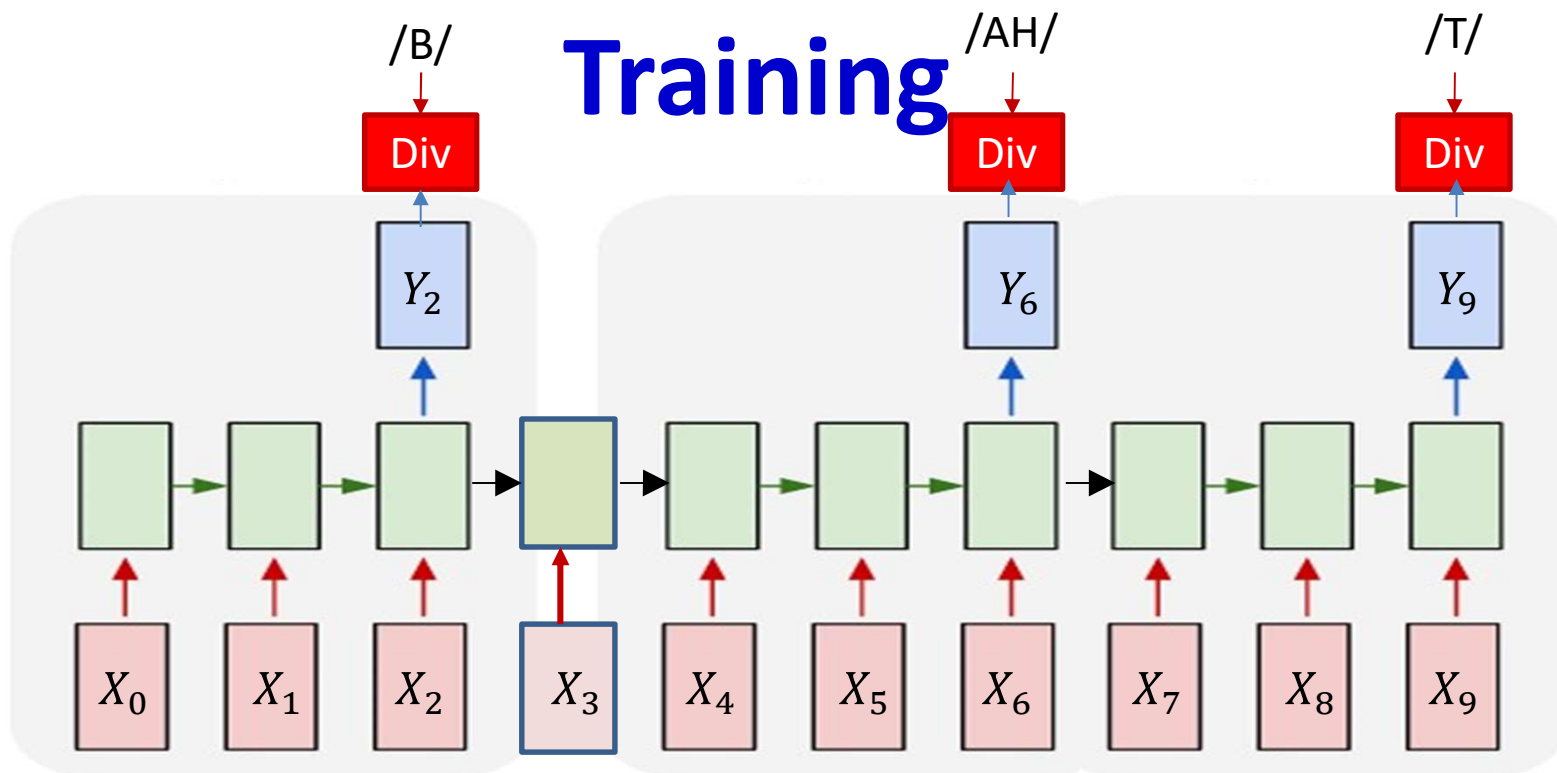 /B/ Training /AH/ /T/
Div Div Div
Y₂ Y₆ Y₉
X₀ X₁ X₂ X₃ X₄ X₅ X₆ X₇ X₈ X₉